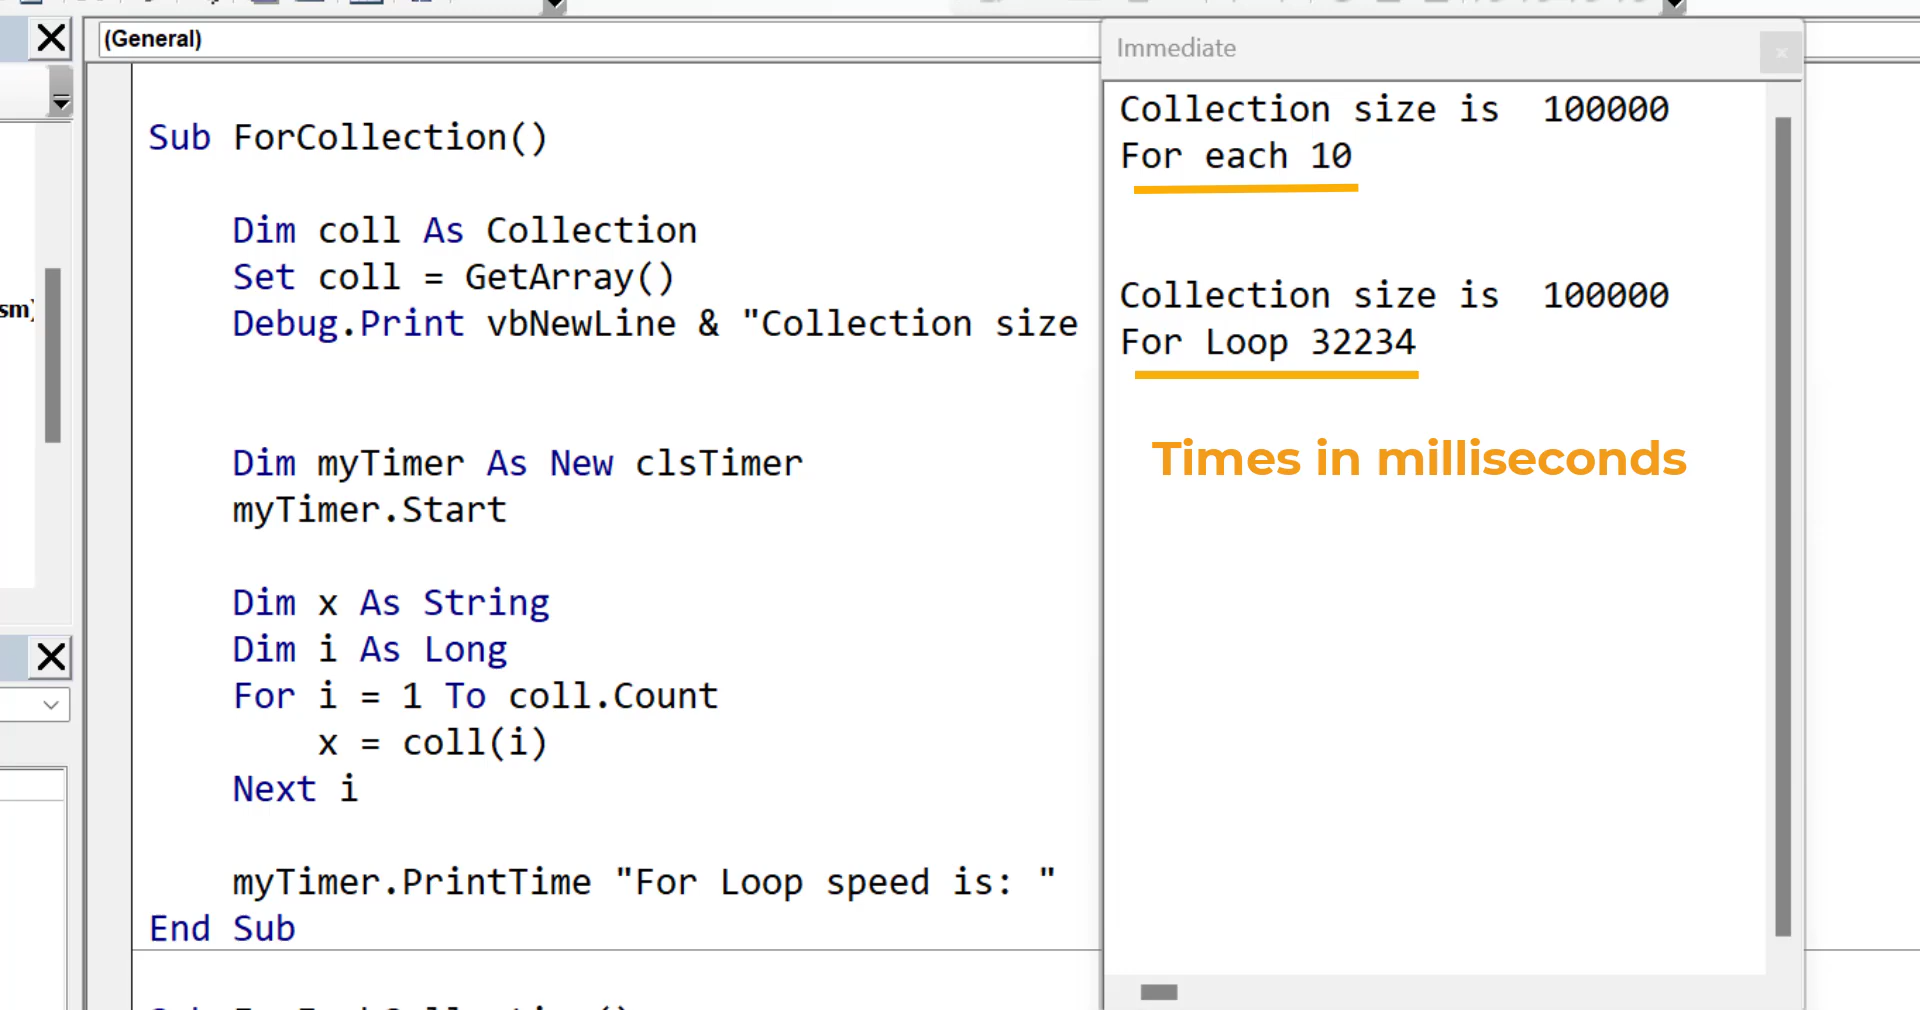 (General)
Sub ForCollection()
Dim coll As Collection
Set coll = GetArray()
Debug.Print vbNewLine & "Collection size
Dim myTimer As New clsTimer
myTimer.Start
Dim x As String
Dim i As Long
For i = 1 To coll.Count
x = coll(i)
Next i
myTimer.PrintTime "For Loop speed is: "
End Sub
sm)
Immediate
Collection size is  100000
For each 10
Collection size is  100000
For Loop 32234
Times in milliseconds